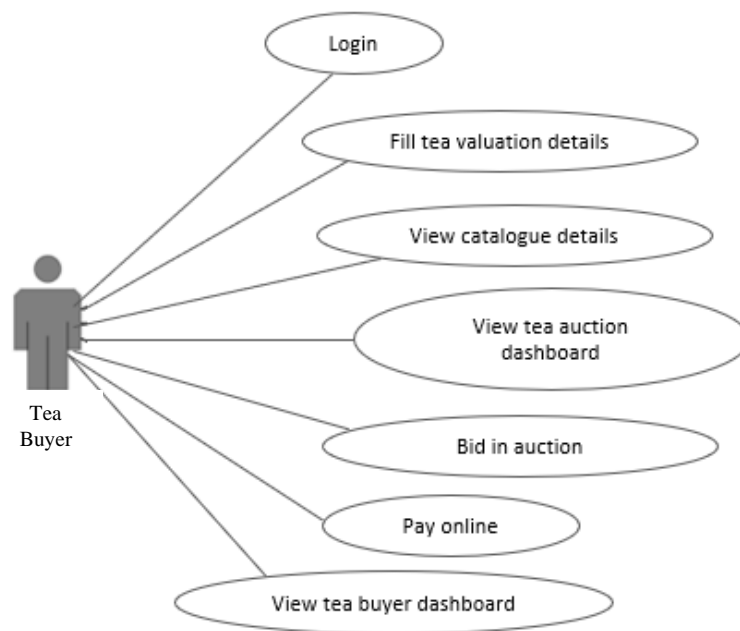 Login
Fill tea valuation details
View catalogue details
View tea auction
dashboard
Tea
Buyer
Bid in auction
Pay online
View tea buyer dashboard